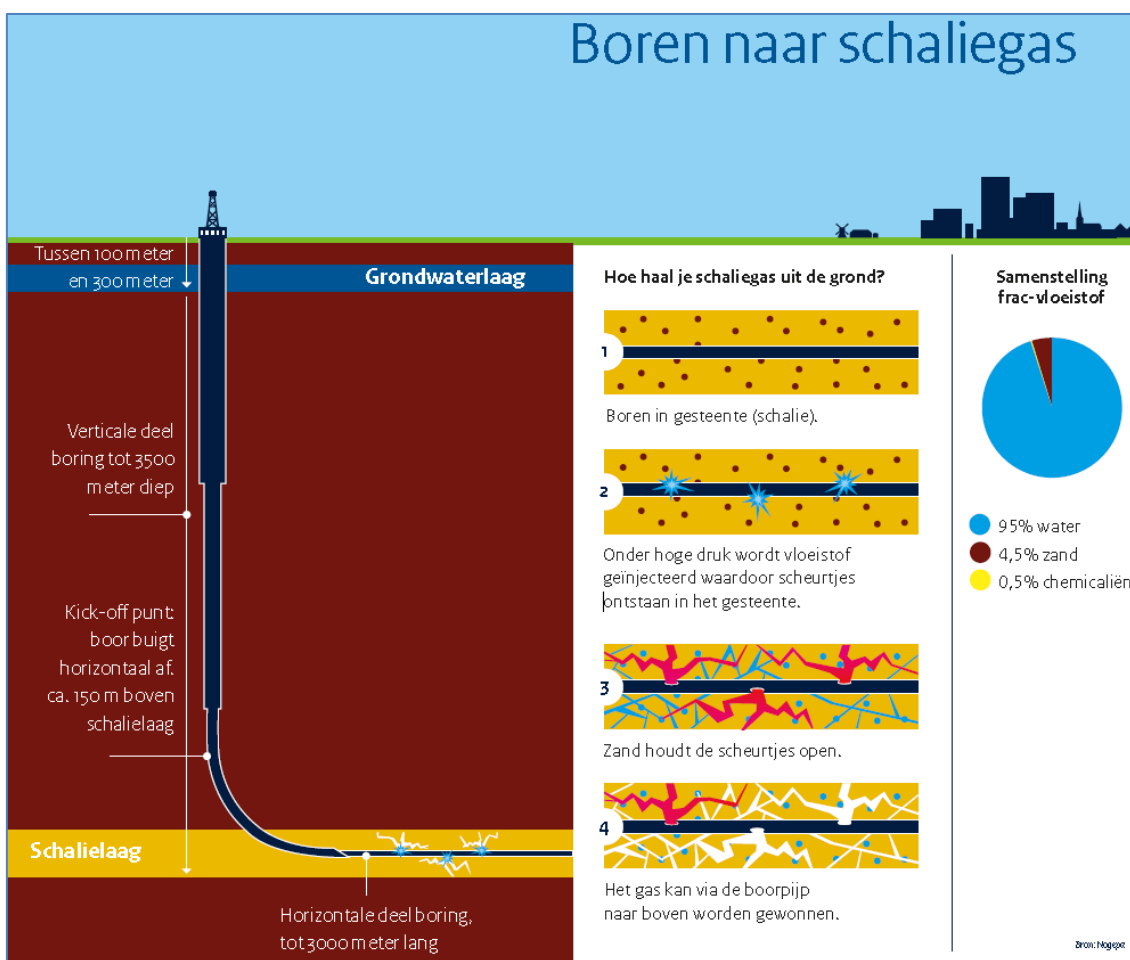 Boren naar schaliegas
Tussen 100 meter
en 300 meter
Grondwaterlaag
Verticale deel
boring tot 3500
meter diep
Kick-off punt:
boor buigt
horizontaal af.
ca. 150 m boven
schalielaag
Schalielaag
Horizontale deel boring,
tot 3000 meter lang
Hoe haal je schaliegas uit de grond?
1
Boren in gesteente (schalie).
2
Onder hoge druk wordt vloeistof
geïnjecteerd waardoor scheurtjes
ontstaan in het gesteente.
3
Zand houdt de scheurtjes open.
4
Het gas kan via de boorpijp
naar boven worden gewonnen.
Samenstelling
frac-vloeistof
95% water
4,5% zand
0,5% chemicaliën
Bron: Nogepa